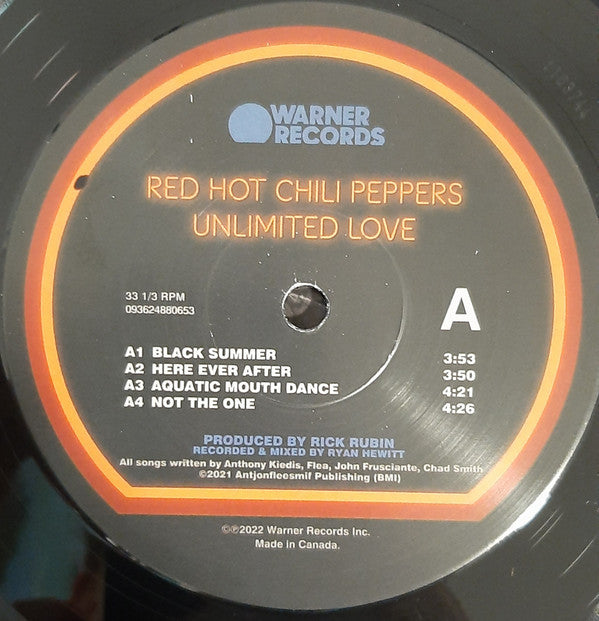 WARNER
RECORDS
RED HOT CHILI PEPPERS
UNLIMITED LOVE
33 1/3 RPM
093624880653
A
A1 BLACK SUMMER 3:53
A2 HERE EVER AFTER 3:50
A3 AQUATIC MOUTH DANCE 4:21
A4 NOT THE ONE 4:26
PRODUCED BY RICK RUBIN
RECORDED & MIXED BY RYAN HEWITT
All songs written by Anthony Kiedis, Flea, John Frusciante, Chad Smith
©2021 Antjonfleesmif Publishing (BMI)
©℗2022 Warner Records Inc.
Made in Canada.